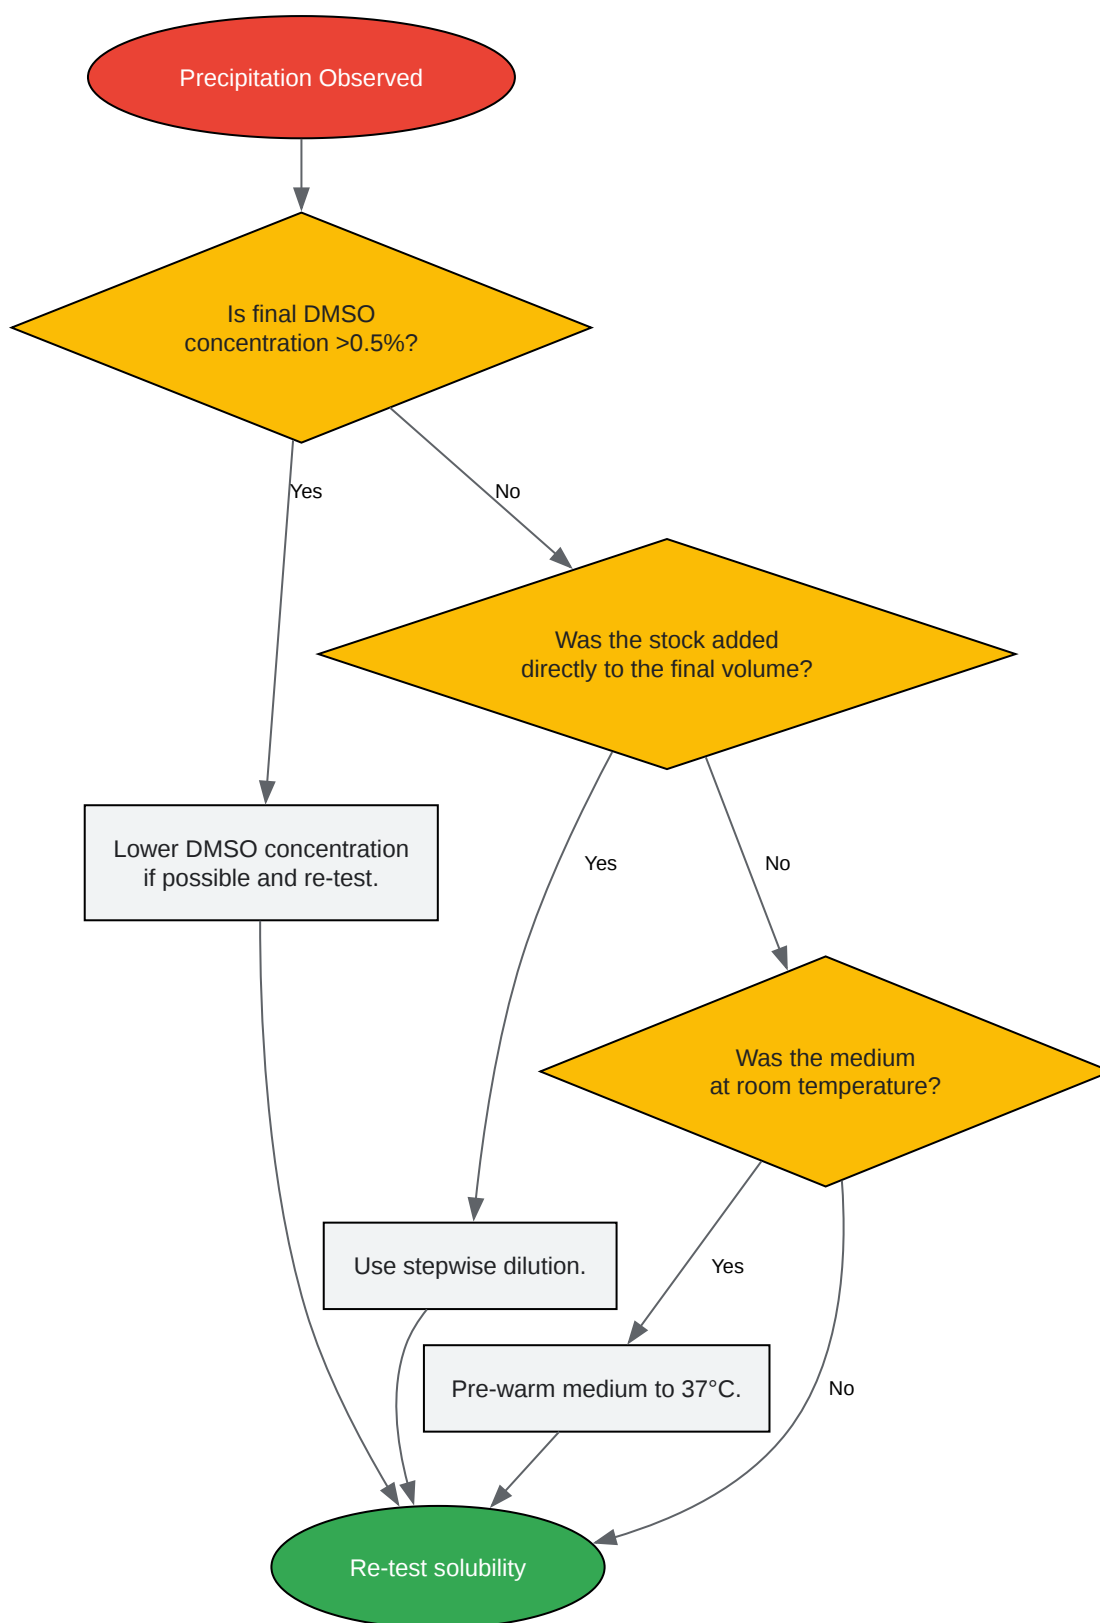 Precipitation Observed
Is final DMSO
concentration >0.5%?
Yes
No
Was the stock added
directly to the final volume?
Lower DMSO concentration
if possible and re-test.
Yes
No
Was the medium
at room temperature?
Use stepwise dilution.
Yes
Pre-warm medium to 37°C.
No
Re-test solubility